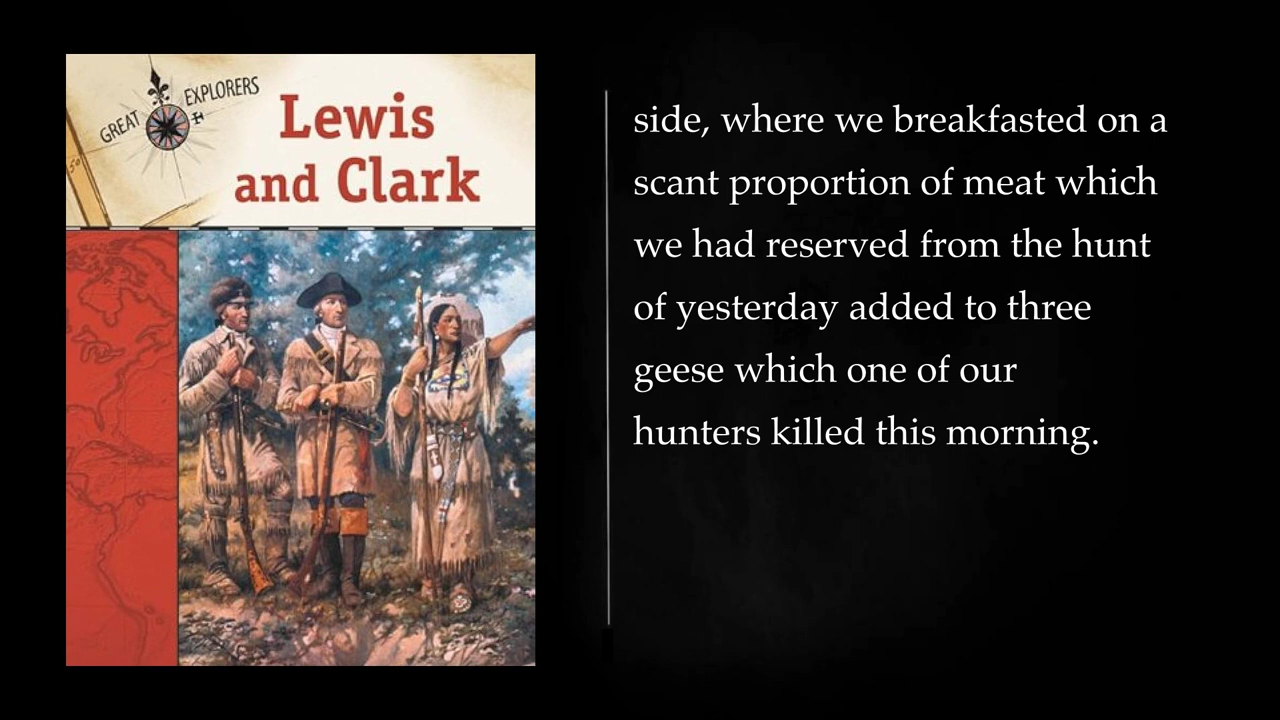 GREAT EXPLORERS
Lewis
and Clark
50
side, where we breakfasted on a
scant proportion of meat which
we had reserved from the hunt
of yesterday added to three
geese which one of our
hunters killed this morning.